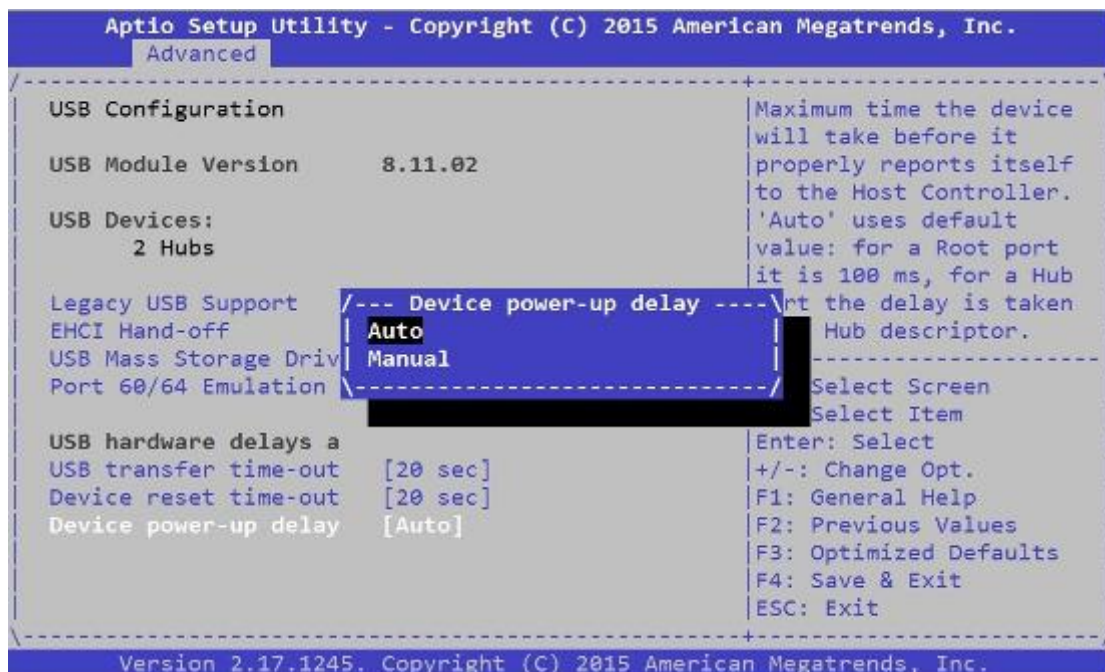 Aptio Setup Utility - Copyright (C) 2015 American Megatrends, Inc.
Advanced
USB Configuration
USB Module Version 8.11.02
USB Devices:
2 Hubs
Legacy USB Support
EHCI Hand-off
USB Mass Storage Driv
Port 60/64 Emulation
USB hardware delays a
USB transfer time-out [20 sec]
Device reset time-out [20 sec]
Device power-up delay [Auto]
/--- Device power-up delay ----\
Auto
Manual
Maximum time the device
will take before it
properly reports itself
to the Host Controller.
'Auto' uses default
value: for a Root port
it is 100 ms, for a Hub
rt the delay is taken
Hub descriptor.
Select Screen
Select Item
Enter: Select
+/-: Change Opt.
F1: General Help
F2: Previous Values
F3: Optimized Defaults
F4: Save & Exit
ESC: Exit
Version 2.17.1245. Copyright (C) 2015 American Megatrends, Inc.